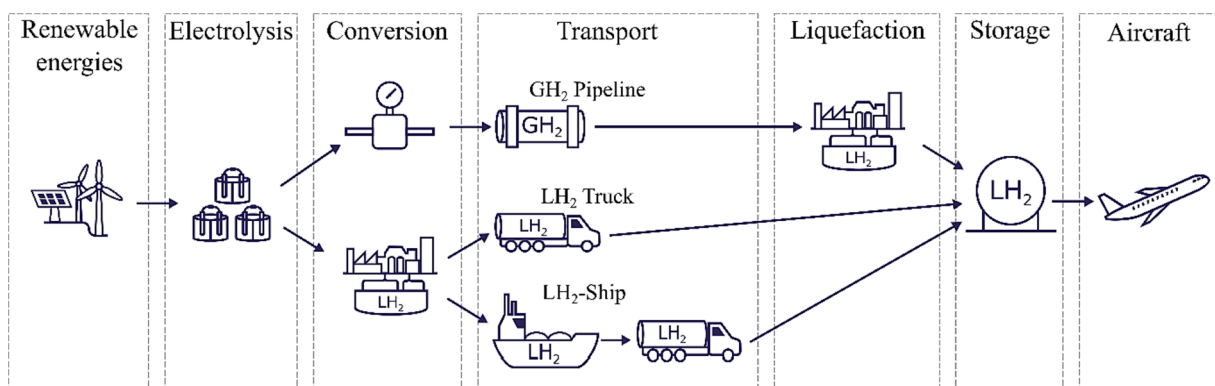 Renewable
energies
Electrolysis
Conversion
Transport
Liquefaction
Storage
Aircraft
GH₂ Pipeline
GH₂
LH₂
LH₂ Truck
LH₂
LH₂
LH₂
LH₂-Ship
LH₂
LH₂